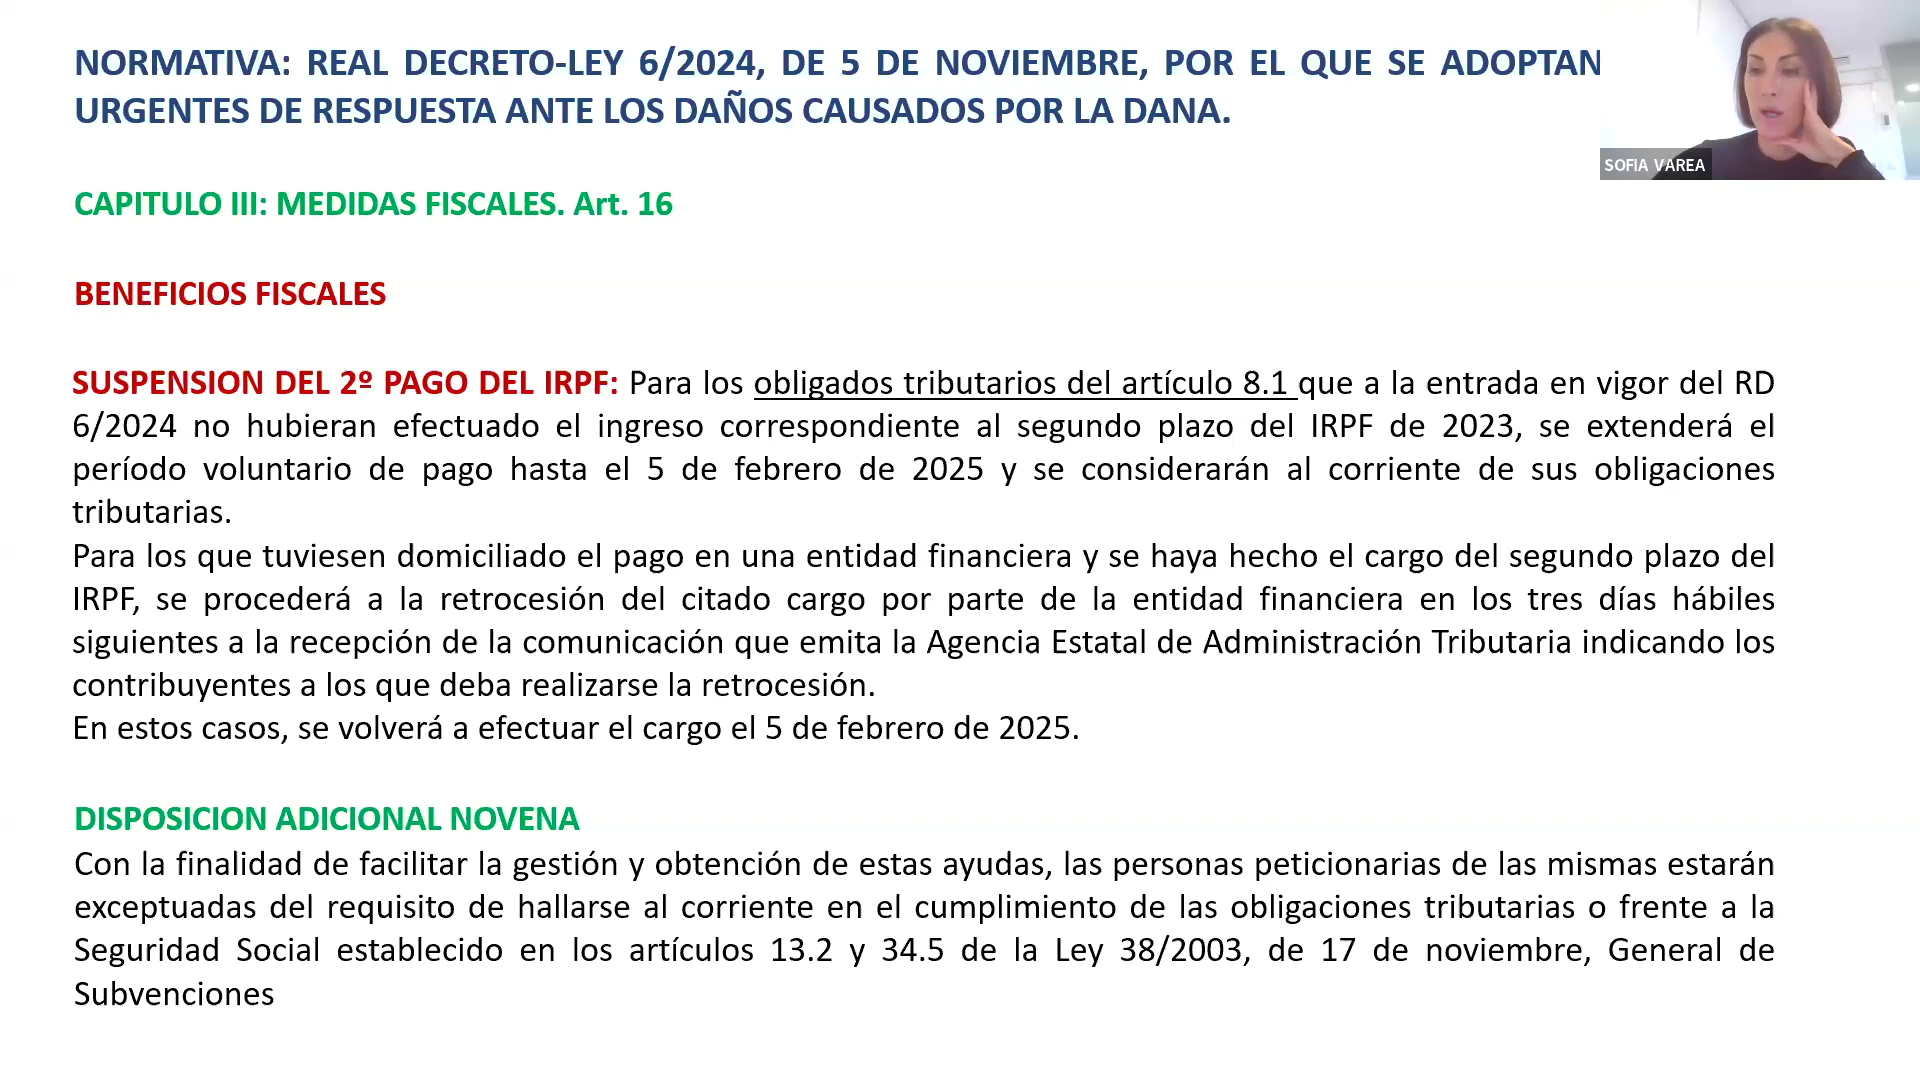 NORMATIVA: REAL DECRETO-LEY 6/2024, DE 5 DE NOVIEMBRE, POR EL QUE SE ADOPTAN
URGENTES DE RESPUESTA ANTE LOS DAÑOS CAUSADOS POR LA DANA.
SOFIA VAREA
CAPITULO III: MEDIDAS FISCALES. Art. 16
BENEFICIOS FISCALES
SUSPENSION DEL 2º PAGO DEL IRPF: Para los obligados tributarios del artículo 8.1 que a la entrada en vigor del RD
6/2024 no hubieran efectuado el ingreso correspondiente al segundo plazo del IRPF de 2023, se extenderá el
período voluntario de pago hasta el 5 de febrero de 2025 y se considerarán al corriente de sus obligaciones
tributarias.
Para los que tuviesen domiciliado el pago en una entidad financiera y se haya hecho el cargo del segundo plazo del
IRPF, se procederá a la retrocesión del citado cargo por parte de la entidad financiera en los tres días hábiles
siguientes a la recepción de la comunicación que emita la Agencia Estatal de Administración Tributaria indicando los
contribuyentes a los que deba realizarse la retrocesión.
En estos casos, se volverá a efectuar el cargo el 5 de febrero de 2025.
DISPOSICION ADICIONAL NOVENA
Con la finalidad de facilitar la gestión y obtención de estas ayudas, las personas peticionarias de las mismas estarán
exceptuadas del requisito de hallarse al corriente en el cumplimiento de las obligaciones tributarias o frente a la
Seguridad Social establecido en los artículos 13.2 y 34.5 de la Ley 38/2003, de 17 de noviembre, General de
Subvenciones